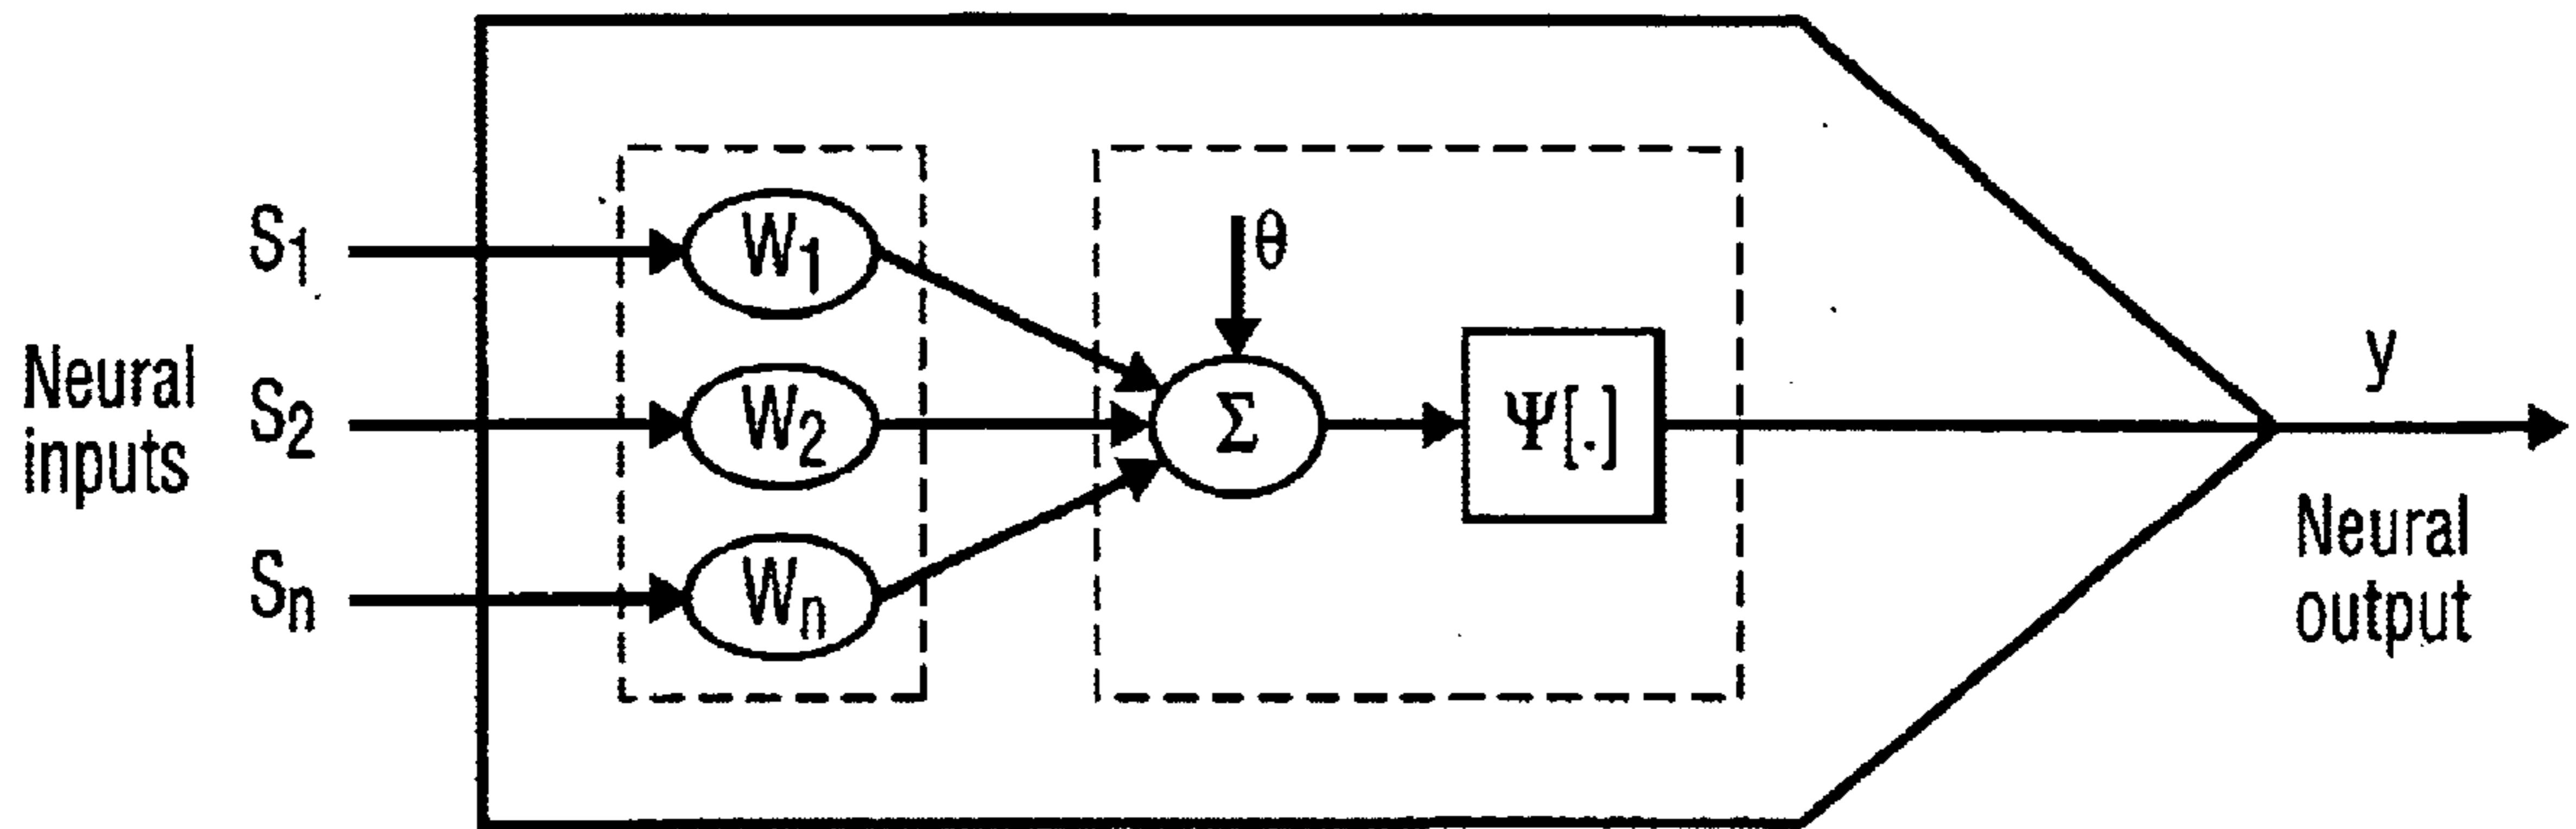 S1
W1
θ
Neural
inputs
S2
W2
Σ
Ψ[.]
y
Sn
Wn
Neural
output